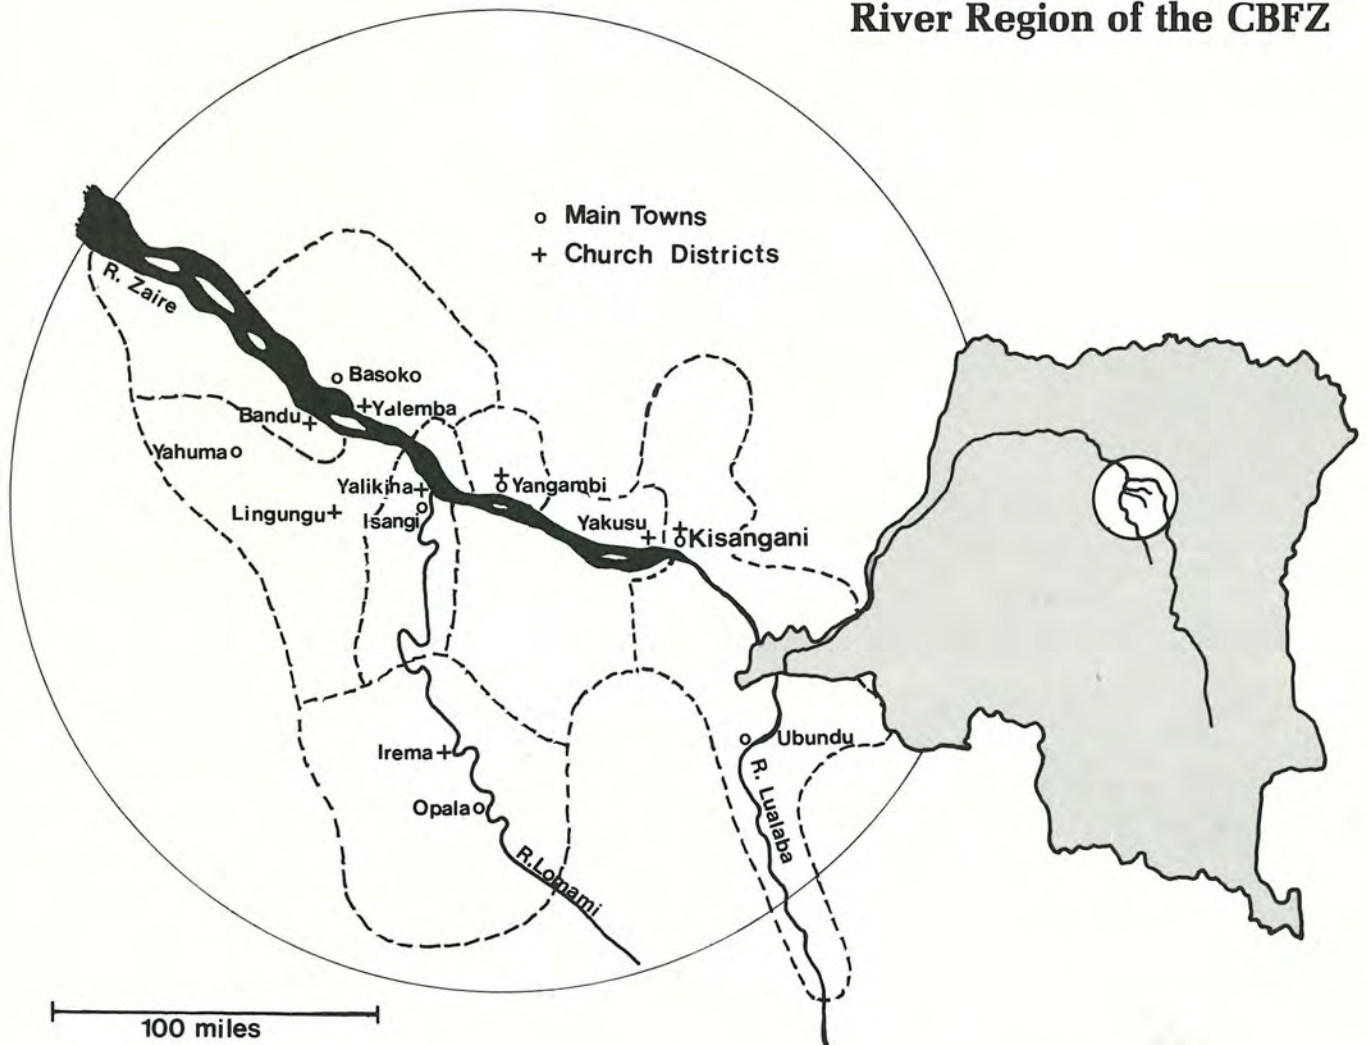 River Region of the CBFZ
o Main Towns
+ Church Districts
R. Zaire
Basoko
Yalemba
Bandu
Yahuma
Yalikina
Yangambi
Lingungu
Isangi
Yakusu
Kisangani
Irema
Ubundu
R. Lualaba
Opala
R. Lomami
100 miles